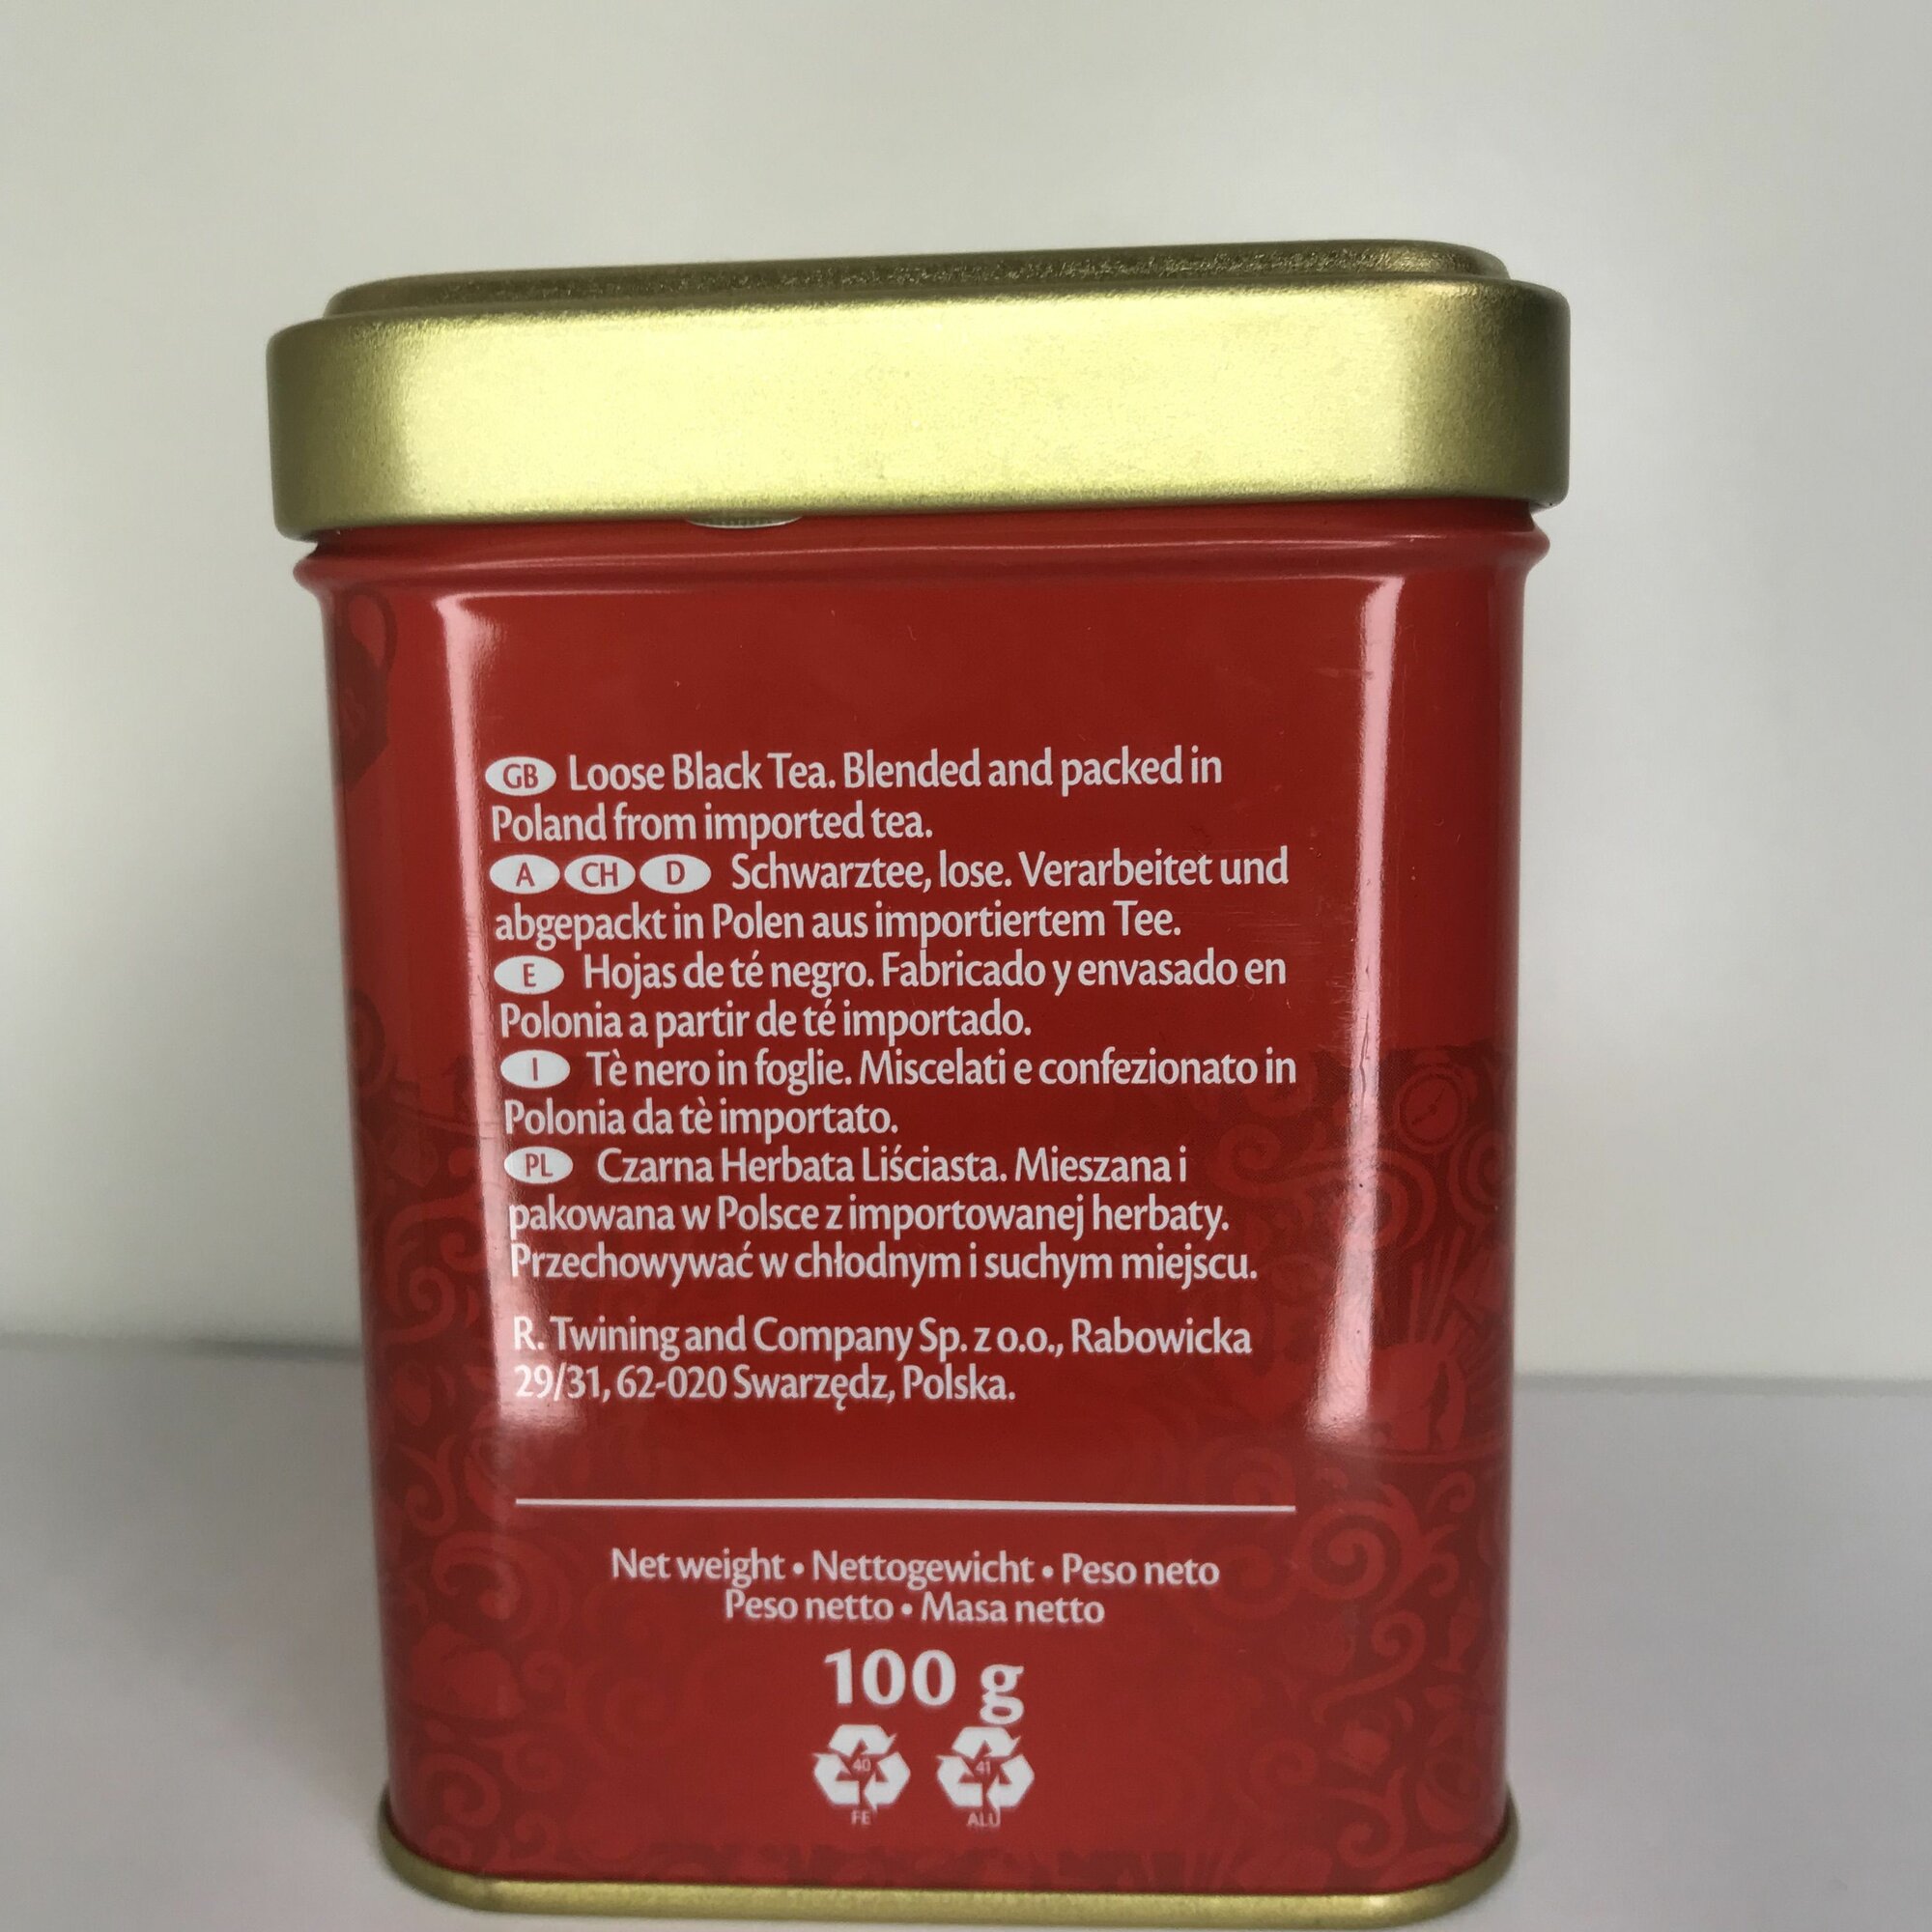 GB Loose Black Tea. Blended and packed in
Poland from imported tea.
A CH D Schwarztee, lose. Verarbeitet und
abgepackt in Polen aus importiertem Tee.
E Hojas de té negro. Fabricado y envasado en
Polonia a partir de té importado.
I Tè nero in foglie. Miscelati e confezionato in
Polonia da tè importato.
PL Czarna Herbata Liściasta. Mieszana i
pakowana w Polsce z importowanej herbaty.
Przechowywać w chłodnym i suchym miejscu.
R. Twining and Company Sp. z o.o., Rabowicka
29/31, 62-020 Swarzędz, Polska.
Net weight • Nettogewicht • Peso neto
Peso netto • Masa netto
100 g
40 41
FE ALU